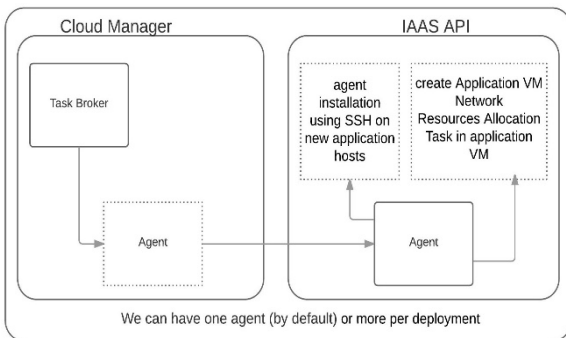 Cloud Manager
IAAS API
Task Broker
agent
installation
using SSH on
new application
hosts
create Application VM
Network
Resources Allocation
Task in application
VM
Agent
Agent
We can have one agent (by default) or more per deployment